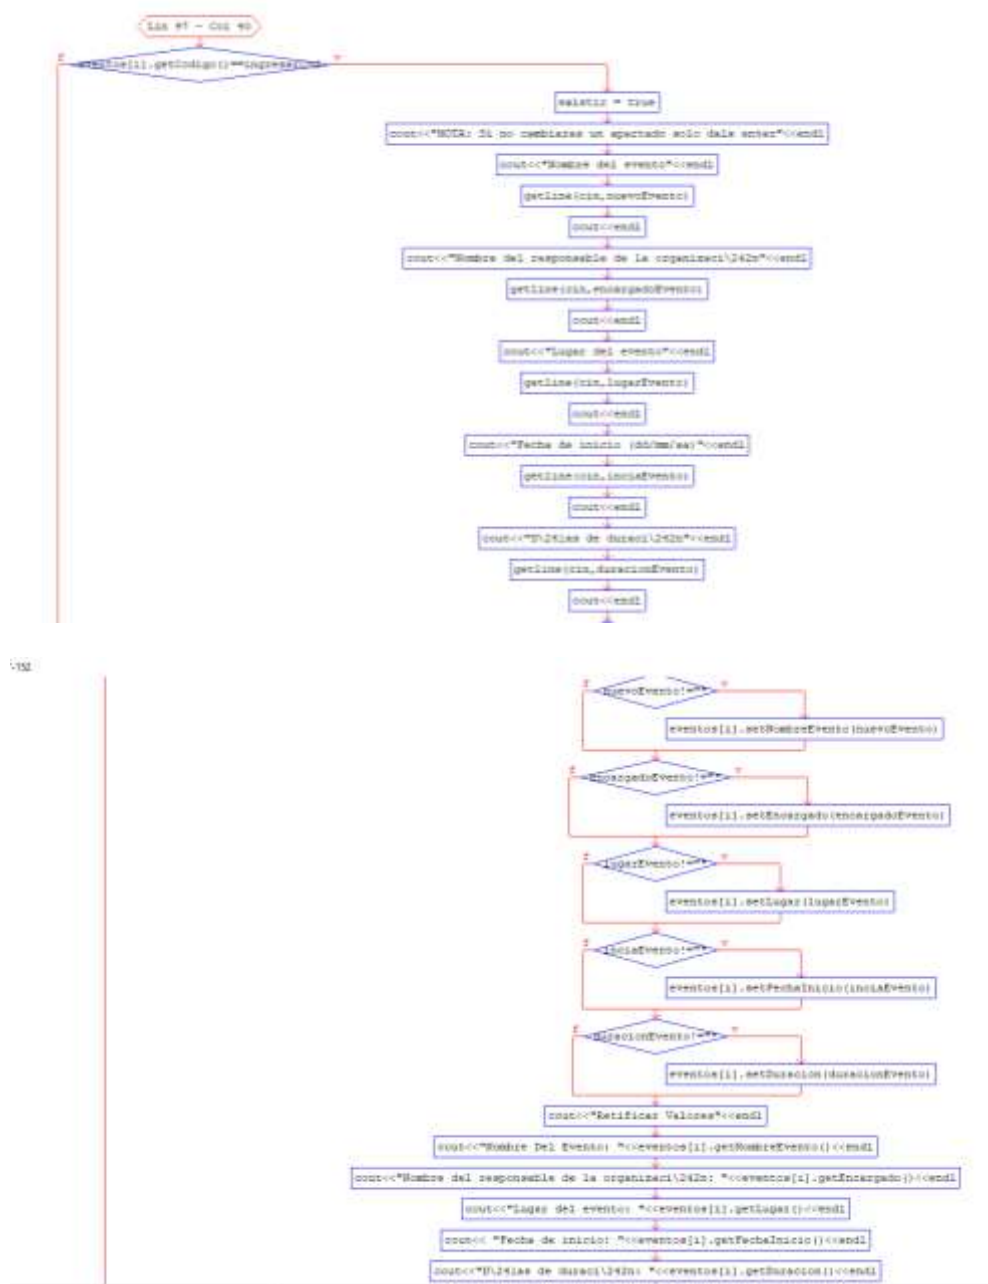 Lin 97 - Col 90
f
eventos[i].getCodigo()==
v
existir = true
cout<<"NOTA: Si no cambiaras un apartado solo dale enter"<<endl
cout<<"Nombre del evento"<<endl
getline(cin,nuevoEvento)
cout<<endl
cout<<"Nombre del responsable de la organizaci\242n"<<endl
getline(cin,encargadoEvento)
cout<<endl
cout<<"Lugar del evento"<<endl
getline(cin,lugarEvento)
cout<<endl
cout<<"Fecha de inicio (dd/mm/aa)"<<endl
getline(cin,inciaEvento)
cout<<endl
cout<<"D\241as de duraci\242n"<<endl
getline(cin,duracionEvento)
cout<<endl
f
nuevoEvento!=""
v
eventos[i].setNombreEvento(nuevoEvento)
f
encargadoEvento!=""
v
eventos[i].setEncargado(encargadoEvento)
f
lugarEvento!=""
v
eventos[i].setLugar(lugarEvento)
f
inciaEvento!=""
v
eventos[i].setFechaInicio(inciaEvento)
f
duracionEvento!=""
v
eventos[i].setDuracion(duracionEvento)
cout<<"Retificar Valores"<<endl
cout<<"Nombre Del Evento: "<<eventos[i].getNombreEvento()<<endl
cout<<"Nombre del responsable de la organizaci\242n: "<<eventos[i].getEncargado()<<endl
cout<<"Lugar del evento: "<<eventos[i].getLugar()<<endl
cout<< "Fecha de inicio: "<<eventos[i].getFechaInicio()<<endl
cout<<"D\241as de duraci\242n: "<<eventos[i].getDuracion()<<endl